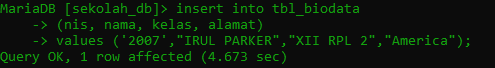 MariaDB [sekolah_db]> insert into tbl_biodata
-> (nis, nama, kelas, alamat)
-> values ('2007',"IRUL PARKER","XII RPL 2","America");
Query OK, 1 row affected (4.673 sec)